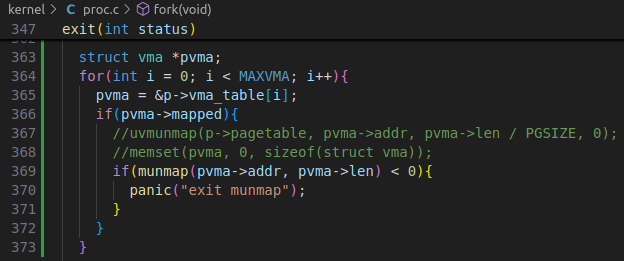 kernel > C proc.c > fork(void)
347 exit(int status)
363 struct vma *pvma;
364 for(int i = 0; i < MAXVMA; i++){
365 pvma = &p->vma_table[i];
366 if(pvma->mapped){
367 //uvmunmap(p->pagetable, pvma->addr, pvma->len / PGSIZE, 0);
368 //memset(pvma, 0, sizeof(struct vma));
369 if(munmap(pvma->addr, pvma->len) < 0){
370 panic("exit munmap");
371 }
372 }
373 }